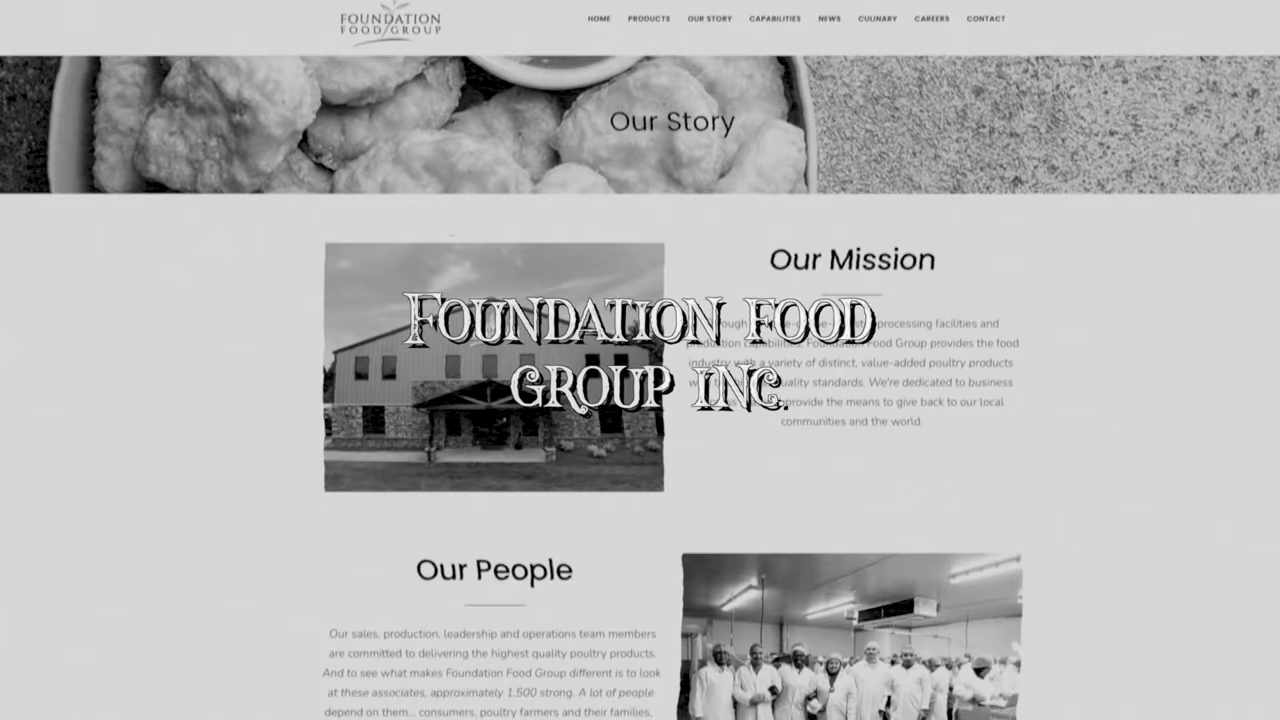 FOUNDATION
FOOD GROUP
HOME PRODUCTS OUR STORY CAPABILITIES NEWS CULINARY CAREERS CONTACT
Our Story
Our Mission
processing facilities and
Foundation Food Group provides the food
industry with a variety of distinct, value-added poultry products
quality standards. We're dedicated to business
provide the means to give back to our local
communities and the world.
FOUNDATION FOOD
GROUP INC.
Our People
Our sales, production, leadership and operations team members
are committed to delivering the highest quality poultry products.
And to see what makes Foundation Food Group different is to look
at these associates, approximately 1,500 strong. A lot of people
depend on them... consumers, poultry farmers and their families,